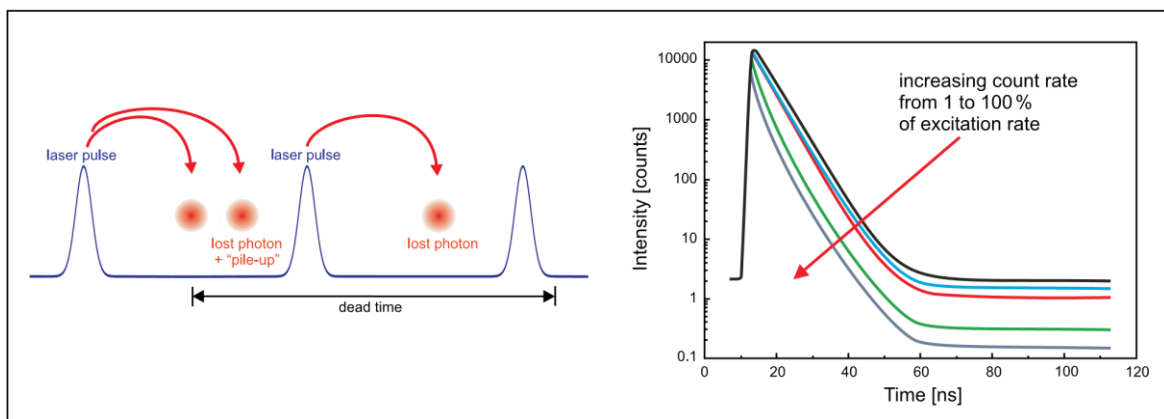 laser pulse
laser pulse
lost photon
+ "pile-up"
lost photon
dead time
increasing count rate
from 1 to 100 %
of excitation rate
Intensity [counts]
10000
1000
100
10
1
0.1
0
20
40
60
80
100
120
Time [ns]